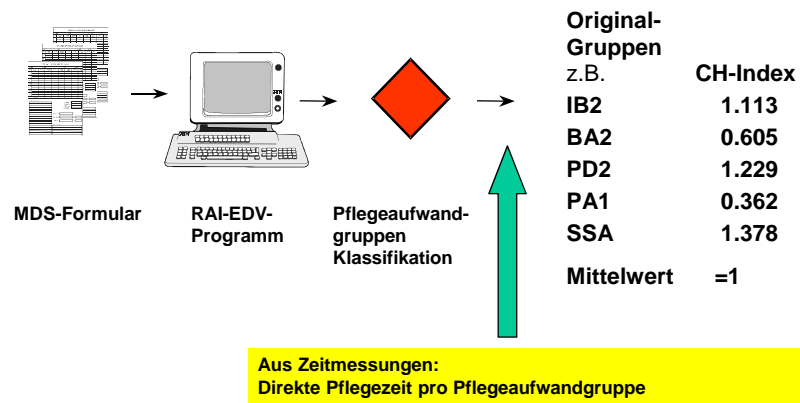 MDS-Formular
RAI-EDV-
Programm
Pflegeaufwand-
gruppen
Klassifikation
Original-
Gruppen
z.B. CH-Index
IB2 1.113
BA2 0.605
PD2 1.229
PA1 0.362
SSA 1.378
Mittelwert =1
Aus Zeitmessungen:
Direkte Pflegezeit pro Pflegeaufwandgruppe